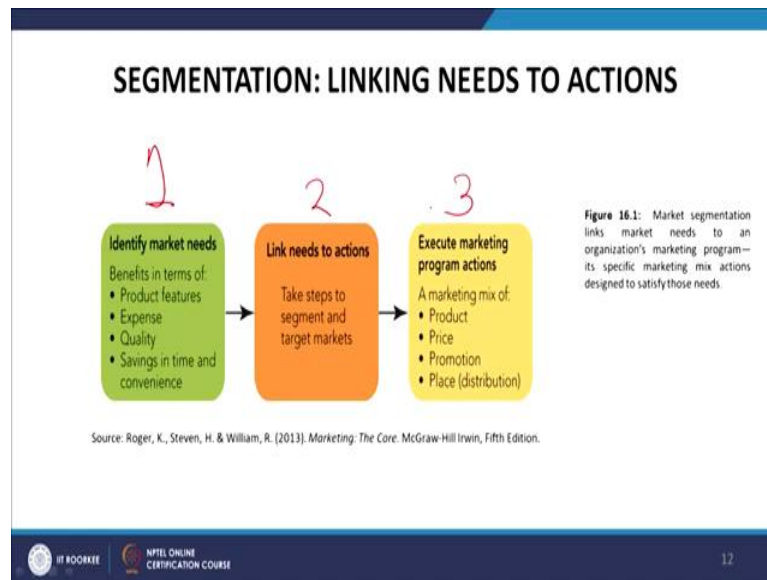 SEGMENTATION: LINKING NEEDS TO ACTIONS
1
2
3
Identify market needs
Benefits in terms of:
• Product features
• Expense
• Quality
• Savings in time and
convenience
Link needs to actions
Take steps to
segment and
target markets
Execute marketing
program actions
A marketing mix of:
• Product
• Price
• Promotion
• Place (distribution)
Figure 16.1: Market segmentation
links market needs to an
organization's marketing program—
its specific marketing mix actions
designed to satisfy those needs
Source: Roger, K., Steven, H. & William, R. (2013). Marketing: The Core. McGraw-Hill Irwin, Fifth Edition.
IIT ROORKEE
NPTEL ONLINE
CERTIFICATION COURSE
12